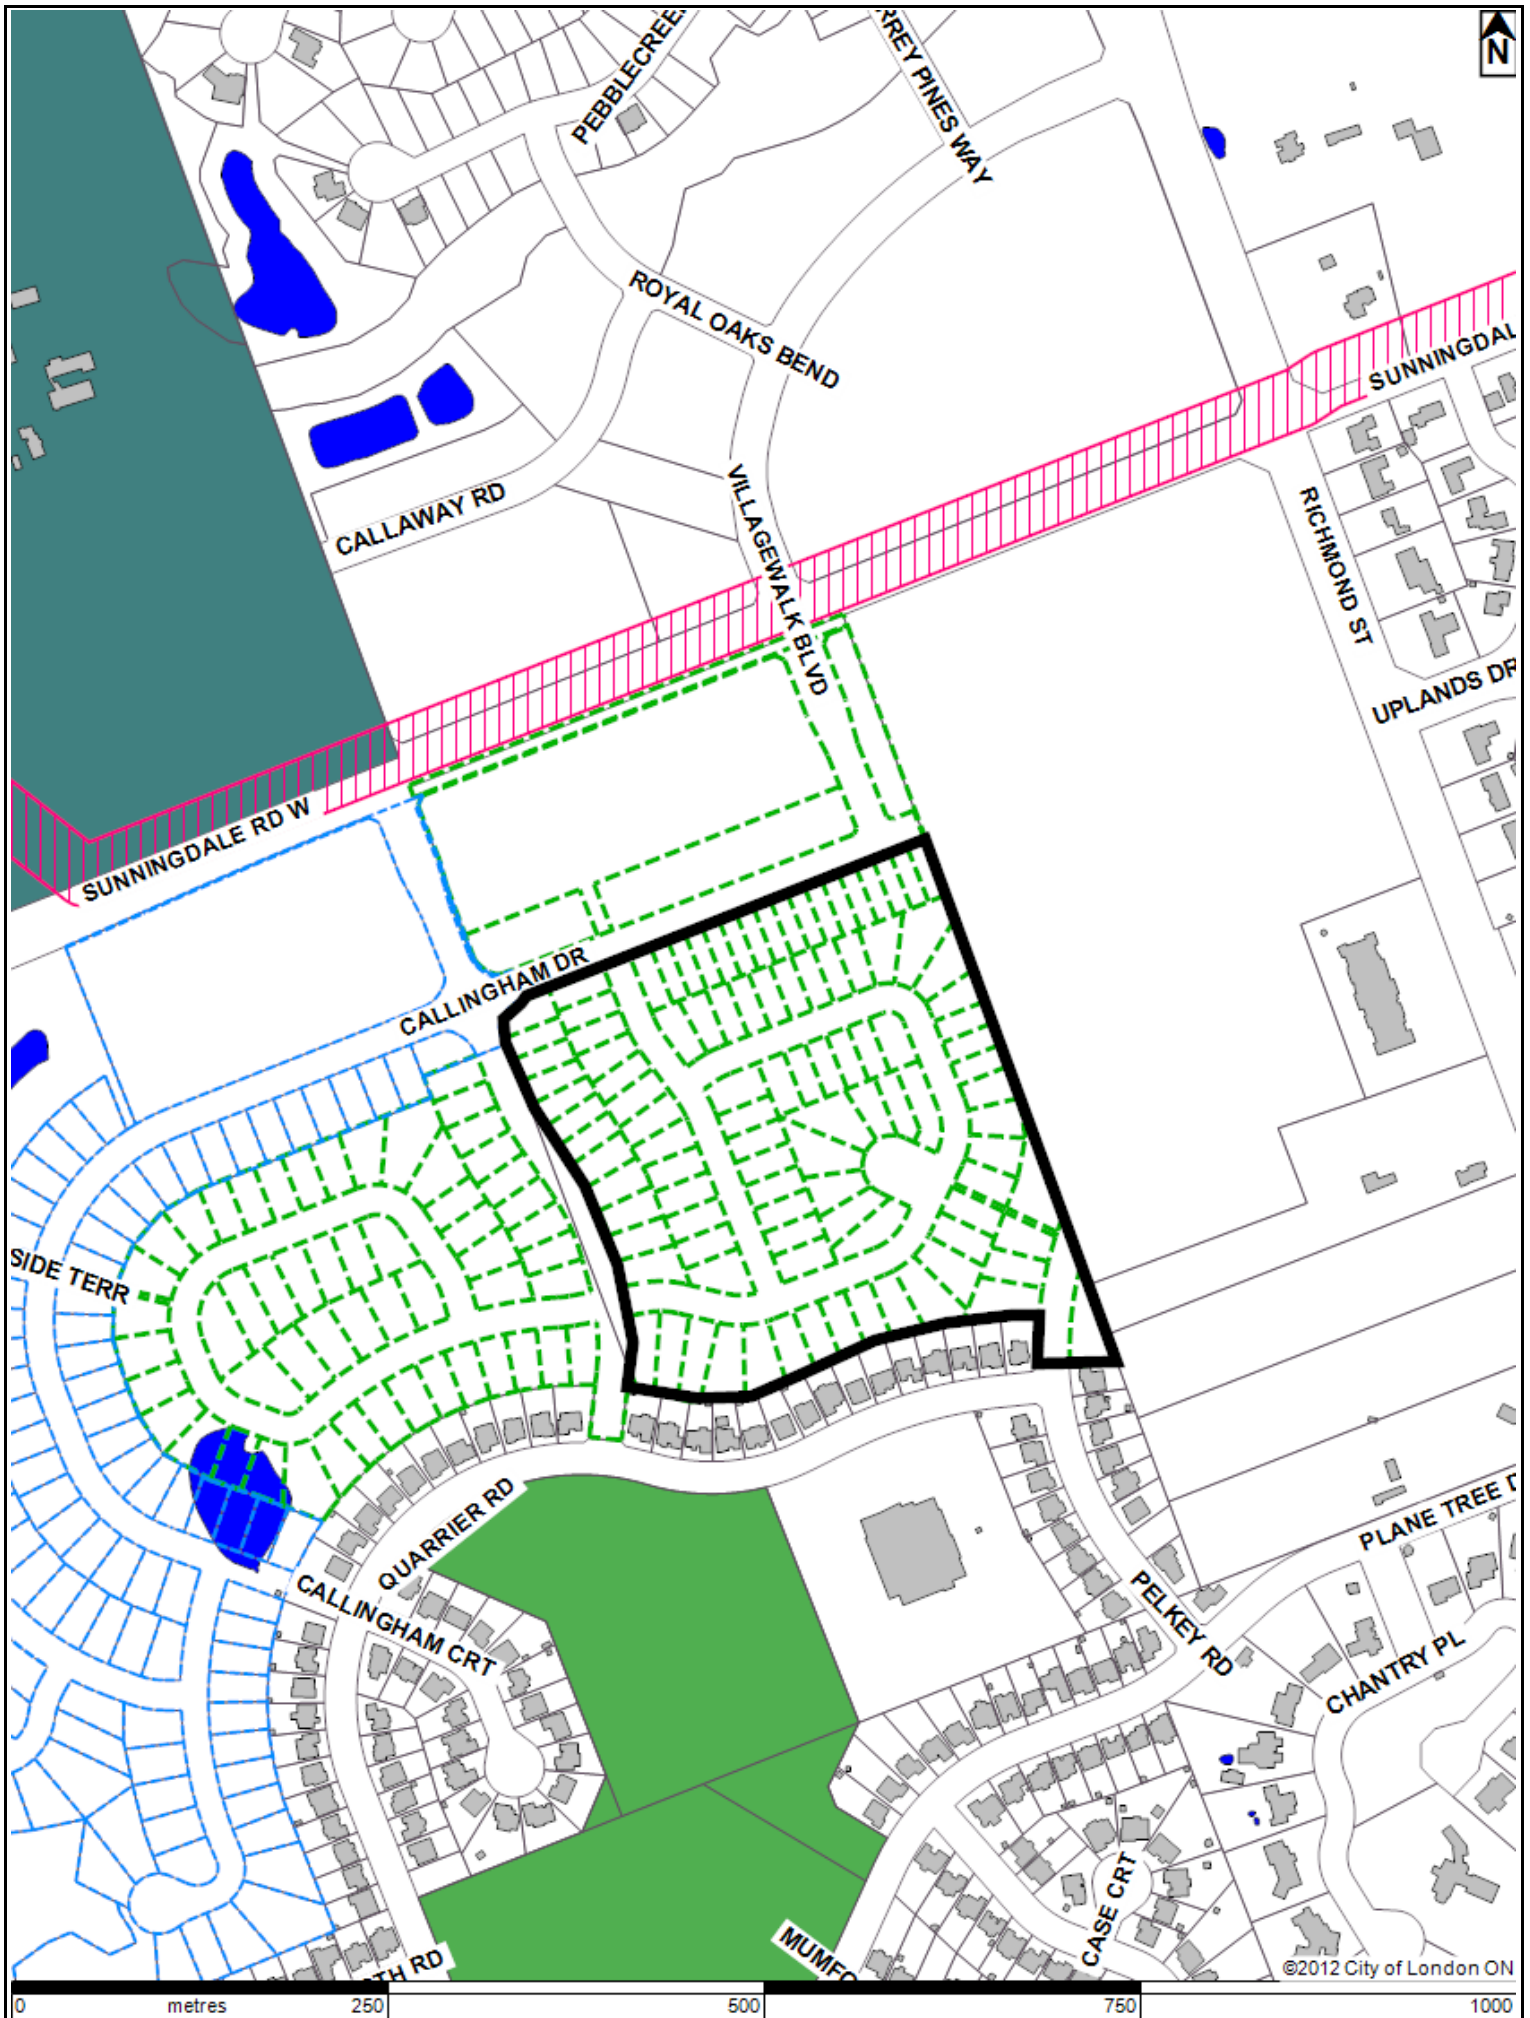 PEBBLECREE
RREY PINES WAY
N
ROYAL OAKS BEND
SUNNINGDAL
CALLAWAY RD
VILLAGEWALK BLVD
RICHMOND ST
UPLANDS DR
SUNNINGDALE RD W
CALLINGHAM DR
SIDE TERR
QUARRIER RD
CALLINGHAM CRT
PELKEY RD
PLANE TREE D
CHANTRY PL
CASE CRT
MUMFO
TH RD
©2012 City of London ON
0 metres 250 500 750 1000